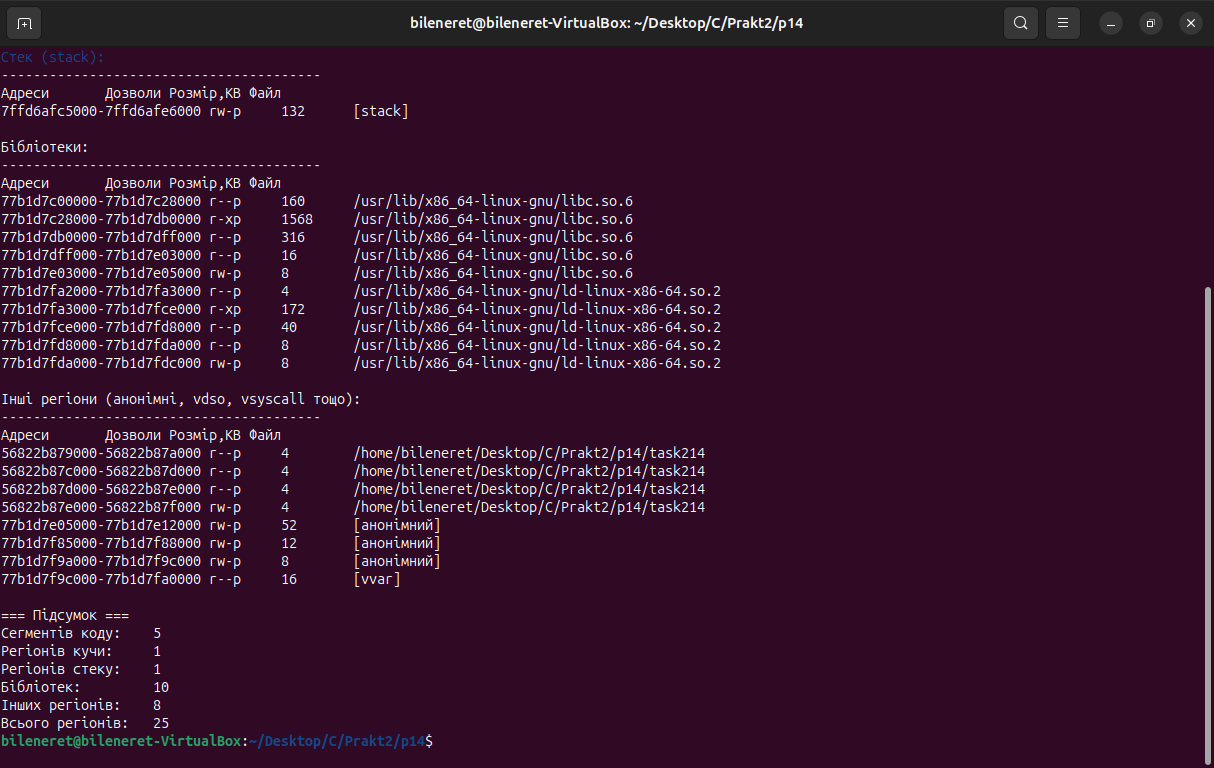 bileneret@bileneret-VirtualBox: ~/Desktop/C/Prakt2/p14
Стек (stack):
----------------------------------------
Адреси       Дозволи Розмір,КВ Файл
7ffd6afc5000-7ffd6afe6000 rw-p     132      [stack]
Бібліотеки:
----------------------------------------
Адреси       Дозволи Розмір,КВ Файл
77b1d7c00000-77b1d7c28000 r--p     160      /usr/lib/x86_64-linux-gnu/libc.so.6
77b1d7c28000-77b1d7db0000 r-xp     1568     /usr/lib/x86_64-linux-gnu/libc.so.6
77b1d7db0000-77b1d7dff000 r--p     316      /usr/lib/x86_64-linux-gnu/libc.so.6
77b1d7dff000-77b1d7e03000 r--p     16       /usr/lib/x86_64-linux-gnu/libc.so.6
77b1d7e03000-77b1d7e05000 rw-p     8        /usr/lib/x86_64-linux-gnu/libc.so.6
77b1d7fa2000-77b1d7fa3000 r--p     4        /usr/lib/x86_64-linux-gnu/ld-linux-x86-64.so.2
77b1d7fa3000-77b1d7fce000 r-xp     172      /usr/lib/x86_64-linux-gnu/ld-linux-x86-64.so.2
77b1d7fce000-77b1d7fd8000 r--p     40       /usr/lib/x86_64-linux-gnu/ld-linux-x86-64.so.2
77b1d7fd8000-77b1d7fda000 r--p     8        /usr/lib/x86_64-linux-gnu/ld-linux-x86-64.so.2
77b1d7fda000-77b1d7fdc000 rw-p     8        /usr/lib/x86_64-linux-gnu/ld-linux-x86-64.so.2
Інші регіони (анонімні, vdso, vsyscall тощо):
----------------------------------------
Адреси       Дозволи Розмір,КВ Файл
56822b879000-56822b87a000 r--p     4        /home/bileneret/Desktop/C/Prakt2/p14/task214
56822b87c000-56822b87d000 r--p     4        /home/bileneret/Desktop/C/Prakt2/p14/task214
56822b87d000-56822b87e000 r--p     4        /home/bileneret/Desktop/C/Prakt2/p14/task214
56822b87e000-56822b87f000 rw-p     4        /home/bileneret/Desktop/C/Prakt2/p14/task214
77b1d7e05000-77b1d7e12000 rw-p     52       [анонімний]
77b1d7f85000-77b1d7f88000 rw-p     12       [анонімний]
77b1d7f9a000-77b1d7f9c000 rw-p     8        [анонімний]
77b1d7f9c000-77b1d7fa0000 r--p     16       [vvar]
=== Підсумок ===
Сегментів коду:    5
Регіонів кучи:     1
Регіонів стеку:    1
Бібліотек:         10
Інших регіонів:    8
Всього регіонів:   25
bileneret@bileneret-VirtualBox:~/Desktop/C/Prakt2/p14$